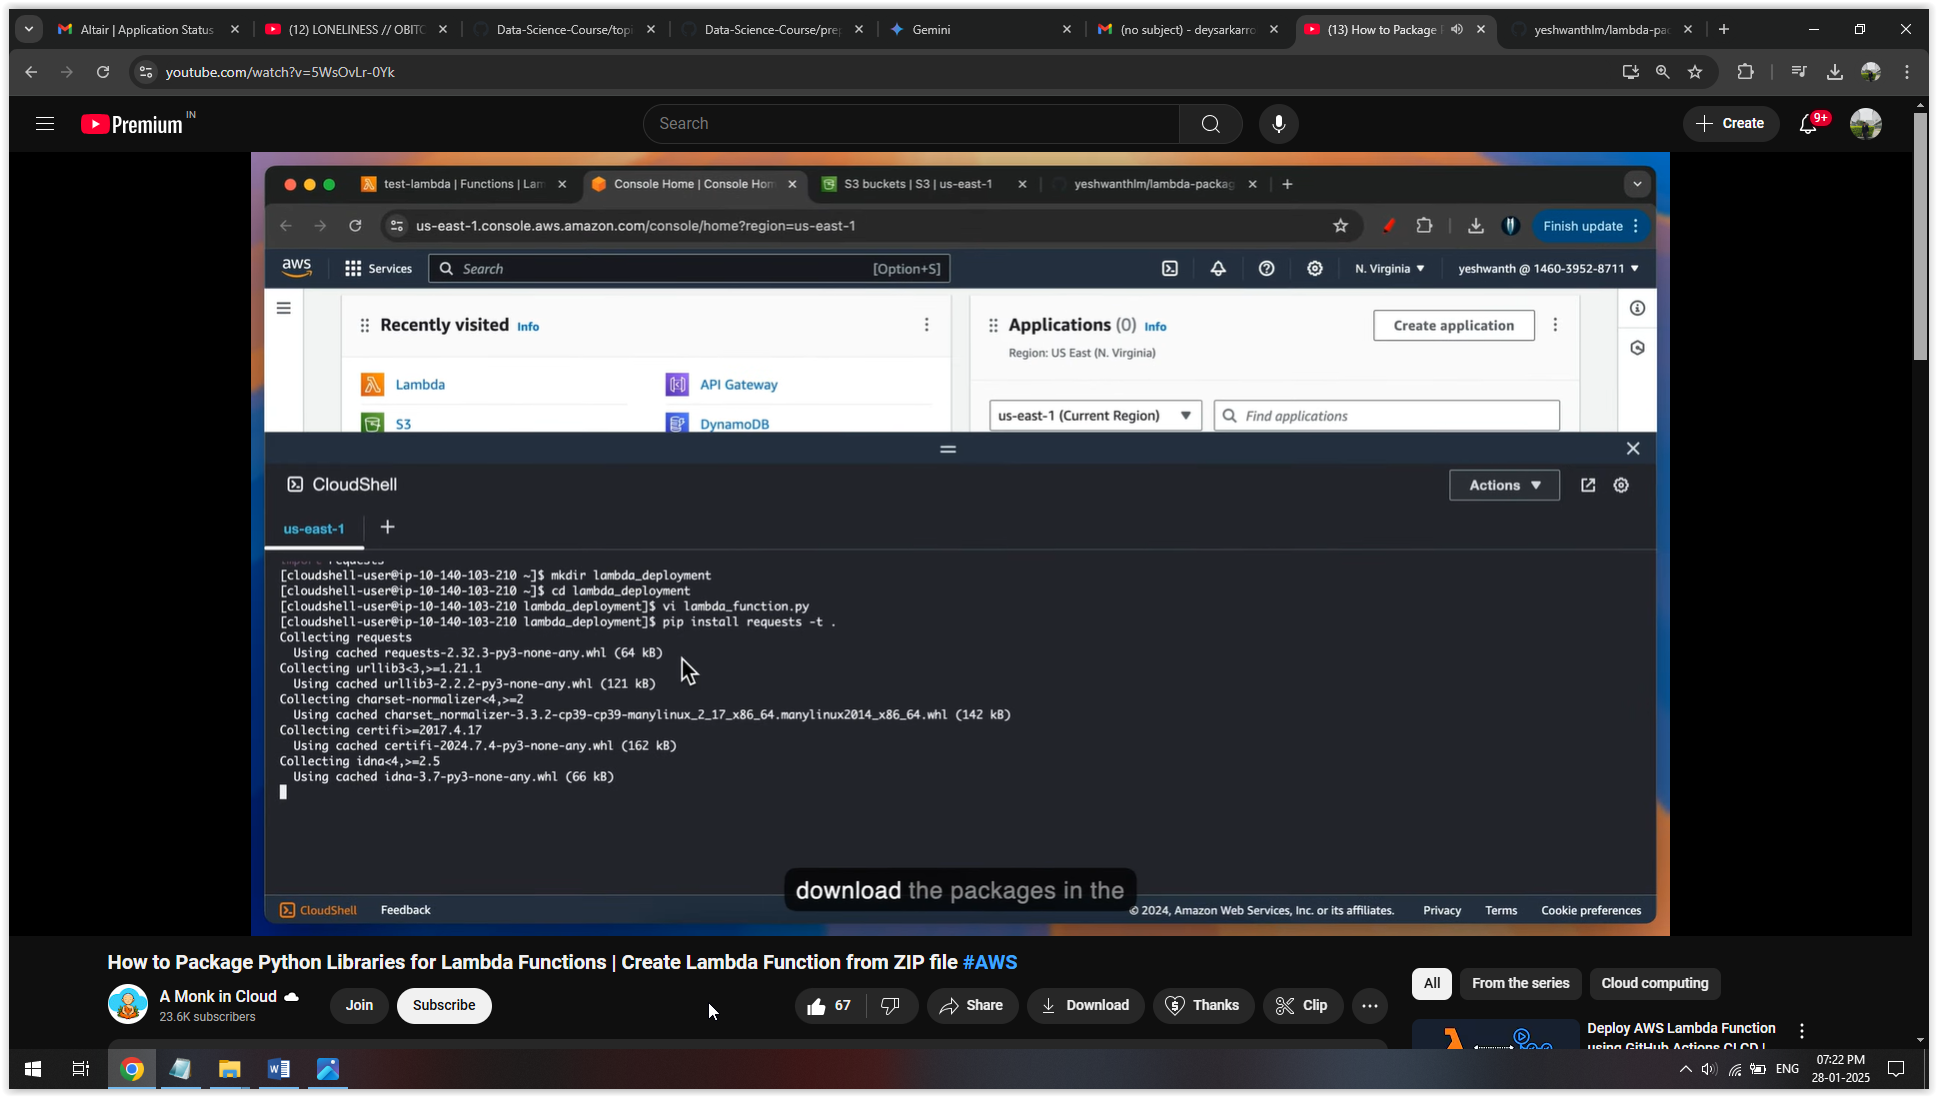 Altair | Application Status
(12) LONELINESS // OBITO
Data-Science-Course/topi
Data-Science-Course/prep
Gemini
(no subject) - deysarkarro
(13) How to Package
yeshwanthlm/lambda-pac
youtube.com/watch?v=5WsOvLr-0Yk
Premium IN
Search
Create
9+
test-lambda | Functions | Lam
Console Home | Console Hom
S3 buckets | S3 | us-east-1
yeshwanthlm/lambda-packag
us-east-1.console.aws.amazon.com/console/home?region=us-east-1
Finish update
aws
Services
Search
[Option+S]
N. Virginia
yeshwanth @ 1460-3952-8711
Recently visited Info
Lambda
API Gateway
S3
DynamoDB
Applications (0) Info
Region: US East (N. Virginia)
Create application
us-east-1 (Current Region)
Find applications
CloudShell
Actions
us-east-1
import requests
[cloudshell-user@ip-10-140-103-210 ~]$ mkdir lambda_deployment
[cloudshell-user@ip-10-140-103-210 ~]$ cd lambda_deployment
[cloudshell-user@ip-10-140-103-210 lambda_deployment]$ vi lambda_function.py
[cloudshell-user@ip-10-140-103-210 lambda_deployment]$ pip install requests -t .
Collecting requests
Using cached requests-2.32.3-py3-none-any.whl (64 kB)
Collecting urllib3<3,>=1.21.1
Using cached urllib3-2.2.2-py3-none-any.whl (121 kB)
Collecting charset-normalizer<4,>=2
Using cached charset_normalizer-3.3.2-cp39-cp39-manylinux_2_17_x86_64.manylinux2014_x86_64.whl (142 kB)
Collecting certifi>=2017.4.17
Using cached certifi-2024.7.4-py3-none-any.whl (162 kB)
Collecting idna<4,>=2.5
Using cached idna-3.7-py3-none-any.whl (66 kB)
download the packages in the
CloudShell
Feedback
© 2024, Amazon Web Services, Inc. or its affiliates.
Privacy
Terms
Cookie preferences
How to Package Python Libraries for Lambda Functions | Create Lambda Function from ZIP file #AWS
A Monk in Cloud
23.6K subscribers
Join
Subscribe
67
Share
Download
Thanks
Clip
All
From the series
Cloud computing
Deploy AWS Lambda Function
using GitHub Actions CI CD |
ENG
07:22 PM
28-01-2025